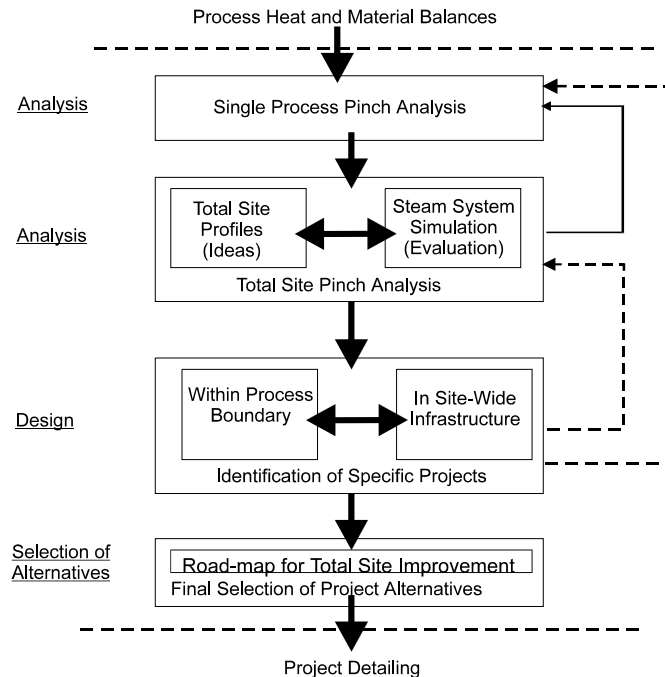 Process Heat and Material Balances
Analysis
Single Process Pinch Analysis
Analysis
Total Site
Profiles
(Ideas)
Steam System
Simulation
(Evaluation)
Total Site Pinch Analysis
Design
Within Process
Boundary
In Site-Wide
Infrastructure
Identification of Specific Projects
Selection of
Alternatives
Road-map for Total Site Improvement
Final Selection of Project Alternatives
Project Detailing